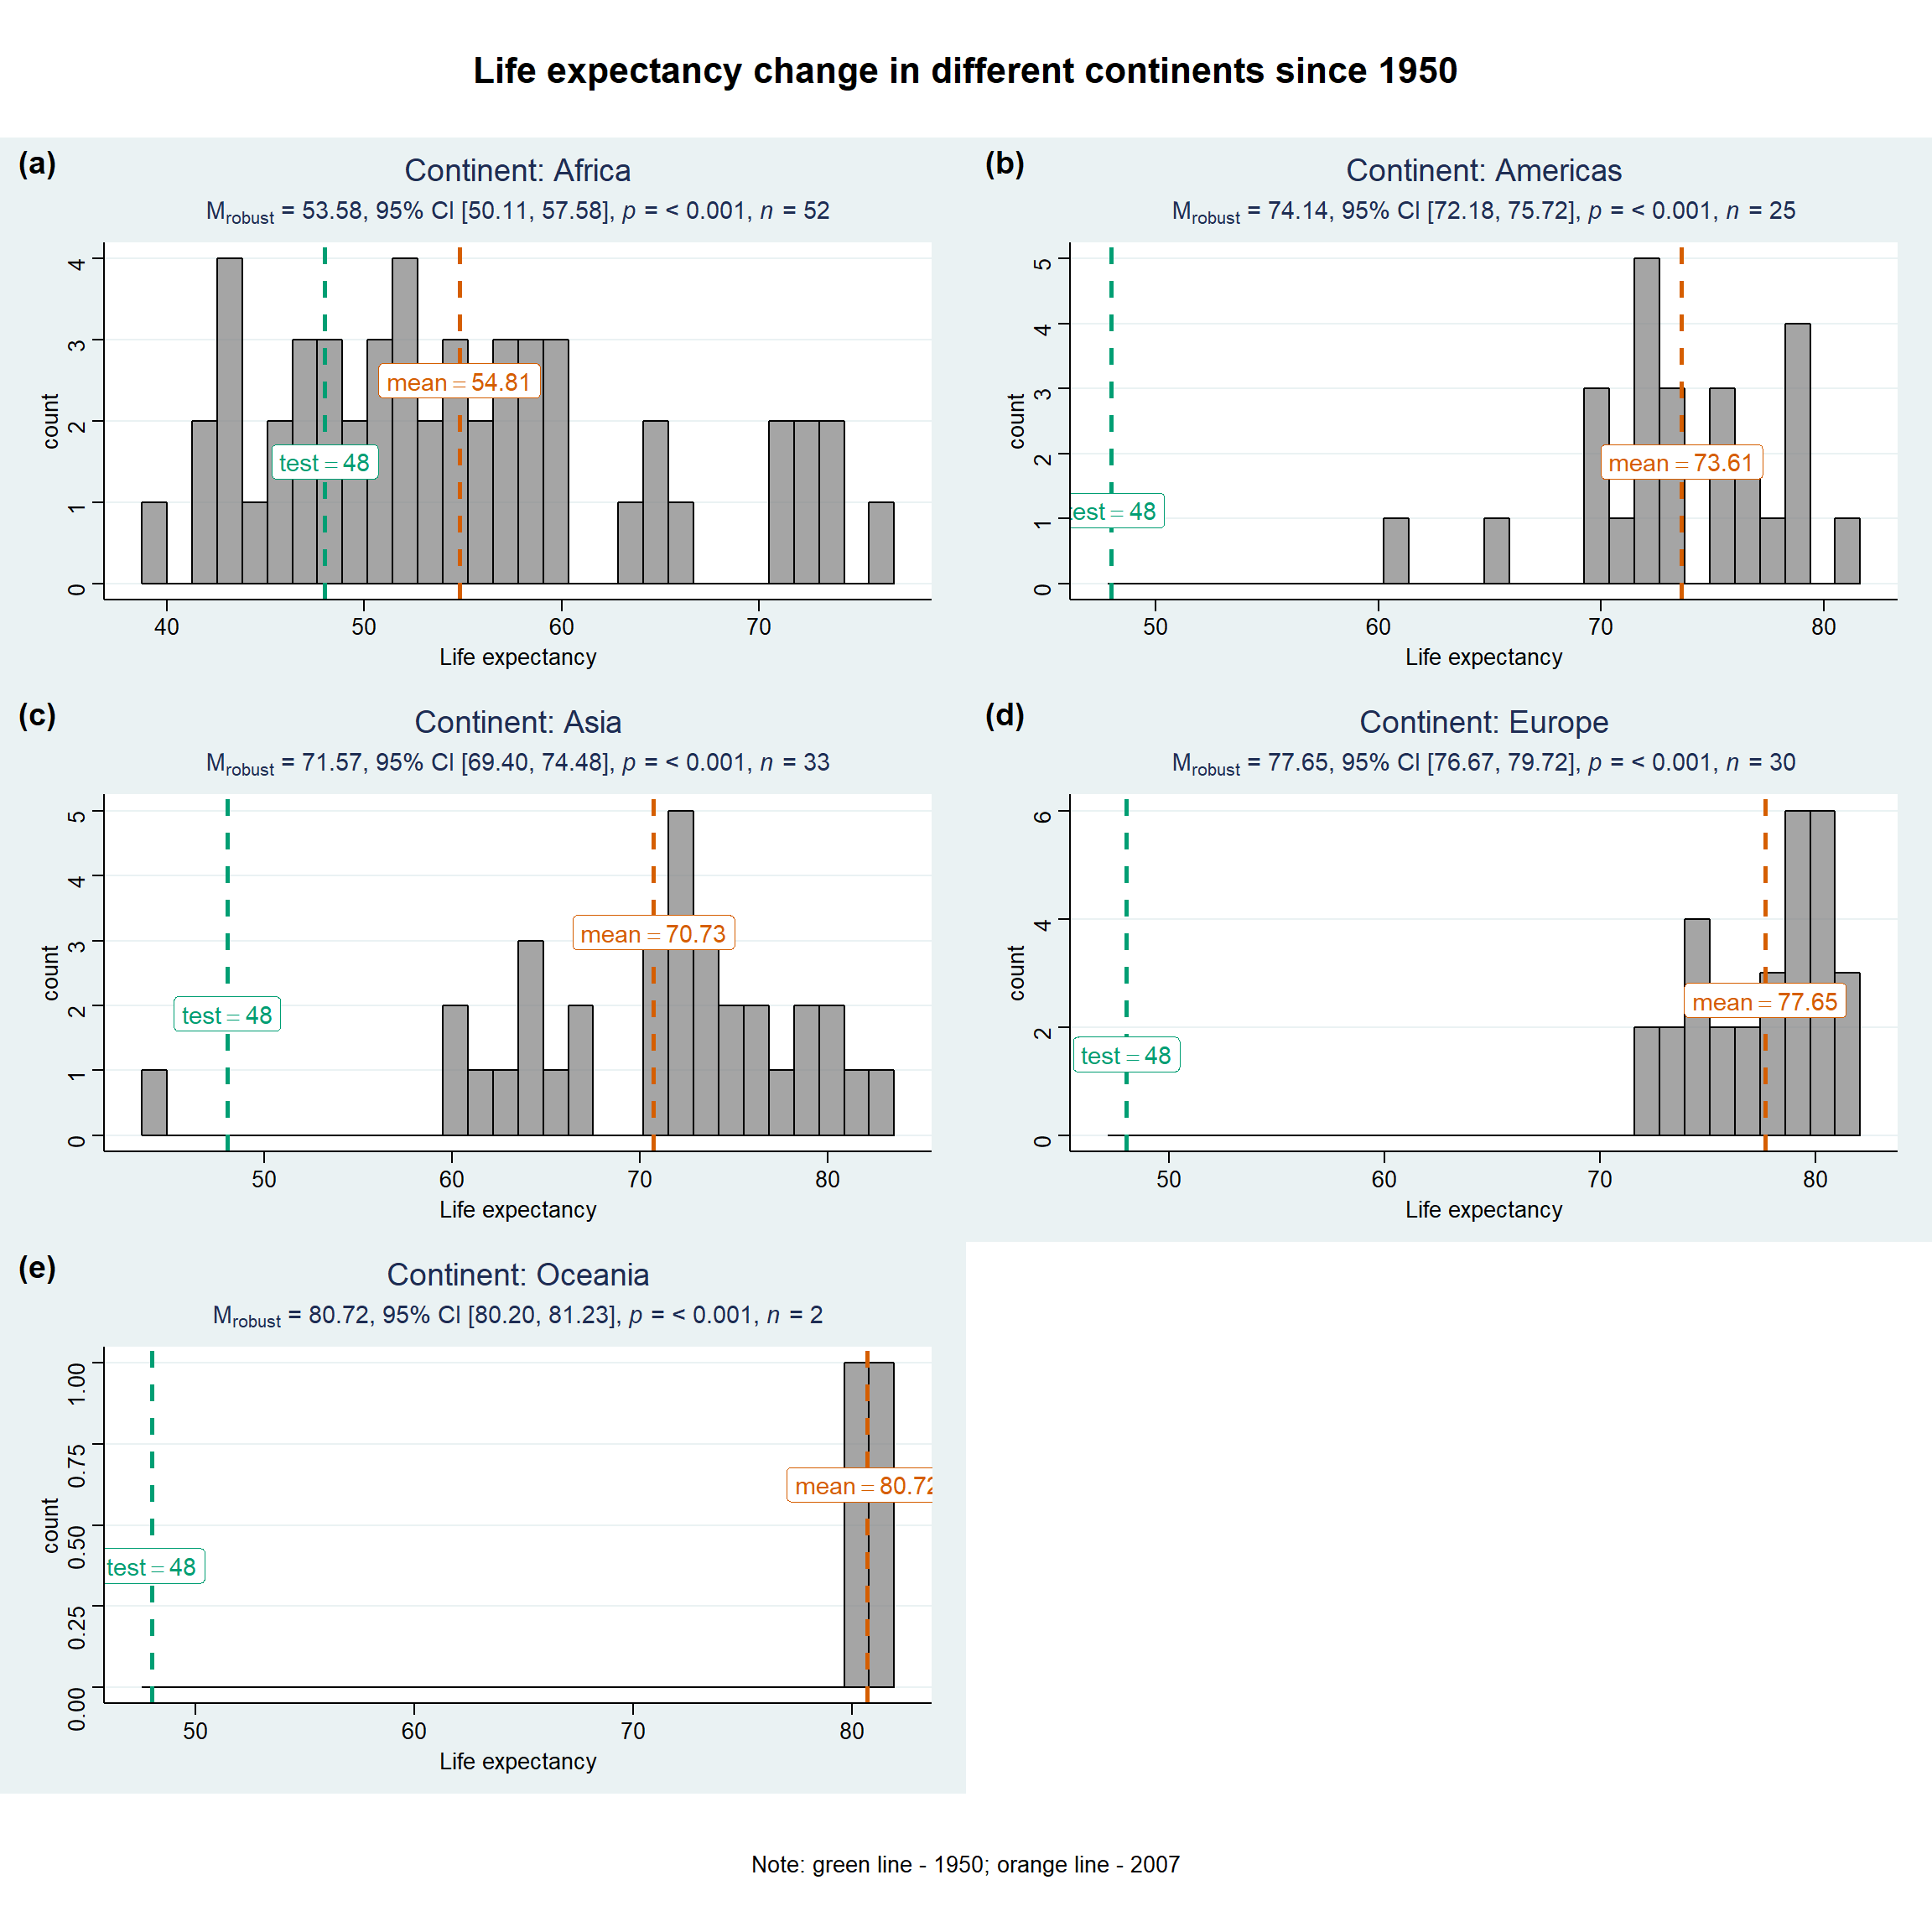 Life expectancy change in different continents since 1950
(a)
Continent: Africa
Mrobust = 53.58, 95% CI [50.11, 57.58], p = < 0.001, n = 52
4
3
2
1
0
count
mean = 54.81
test = 48
40 50 60 70
Life expectancy
(b)
Continent: Americas
Mrobust = 74.14, 95% CI [72.18, 75.72], p = < 0.001, n = 25
5
4
3
2
1
0
count
mean = 73.61
est = 48
50 60 70 80
Life expectancy
(c)
Continent: Asia
Mrobust = 71.57, 95% CI [69.40, 74.48], p = < 0.001, n = 33
5
4
3
2
1
0
count
mean = 70.73
test = 48
50 60 70 80
Life expectancy
(d)
Continent: Europe
Mrobust = 77.65, 95% CI [76.67, 79.72], p = < 0.001, n = 30
6
4
2
0
count
mean = 77.65
test = 48
50 60 70 80
Life expectancy
(e)
Continent: Oceania
Mrobust = 80.72, 95% CI [80.20, 81.23], p = < 0.001, n = 2
1.00
0.75
0.50
0.25
0.00
count
mean = 80.72
test = 48
50 60 70 80
Life expectancy
Note: green line - 1950; orange line - 2007